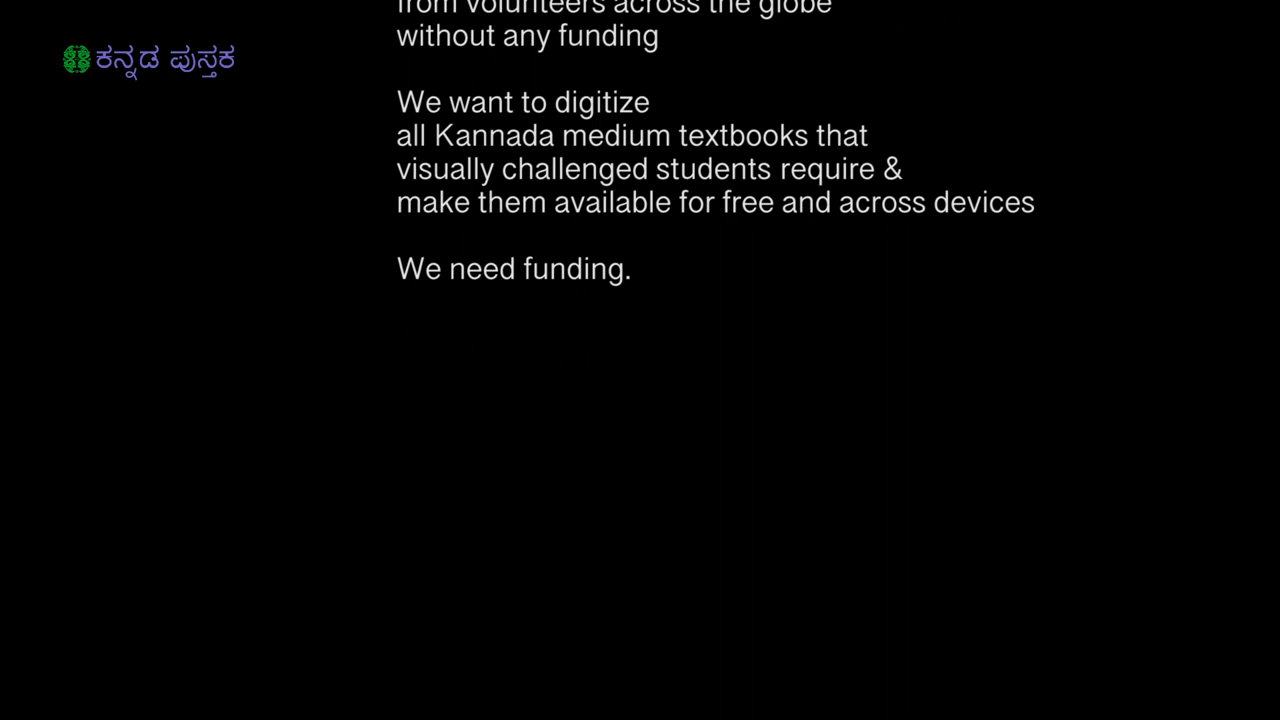 from volunteers across the globe
ಕನ್ನಡ ಪುಸ್ತಕ
without any funding
We want to digitize
all Kannada medium textbooks that
visually challenged students require &
make them available for free and across devices
We need funding.